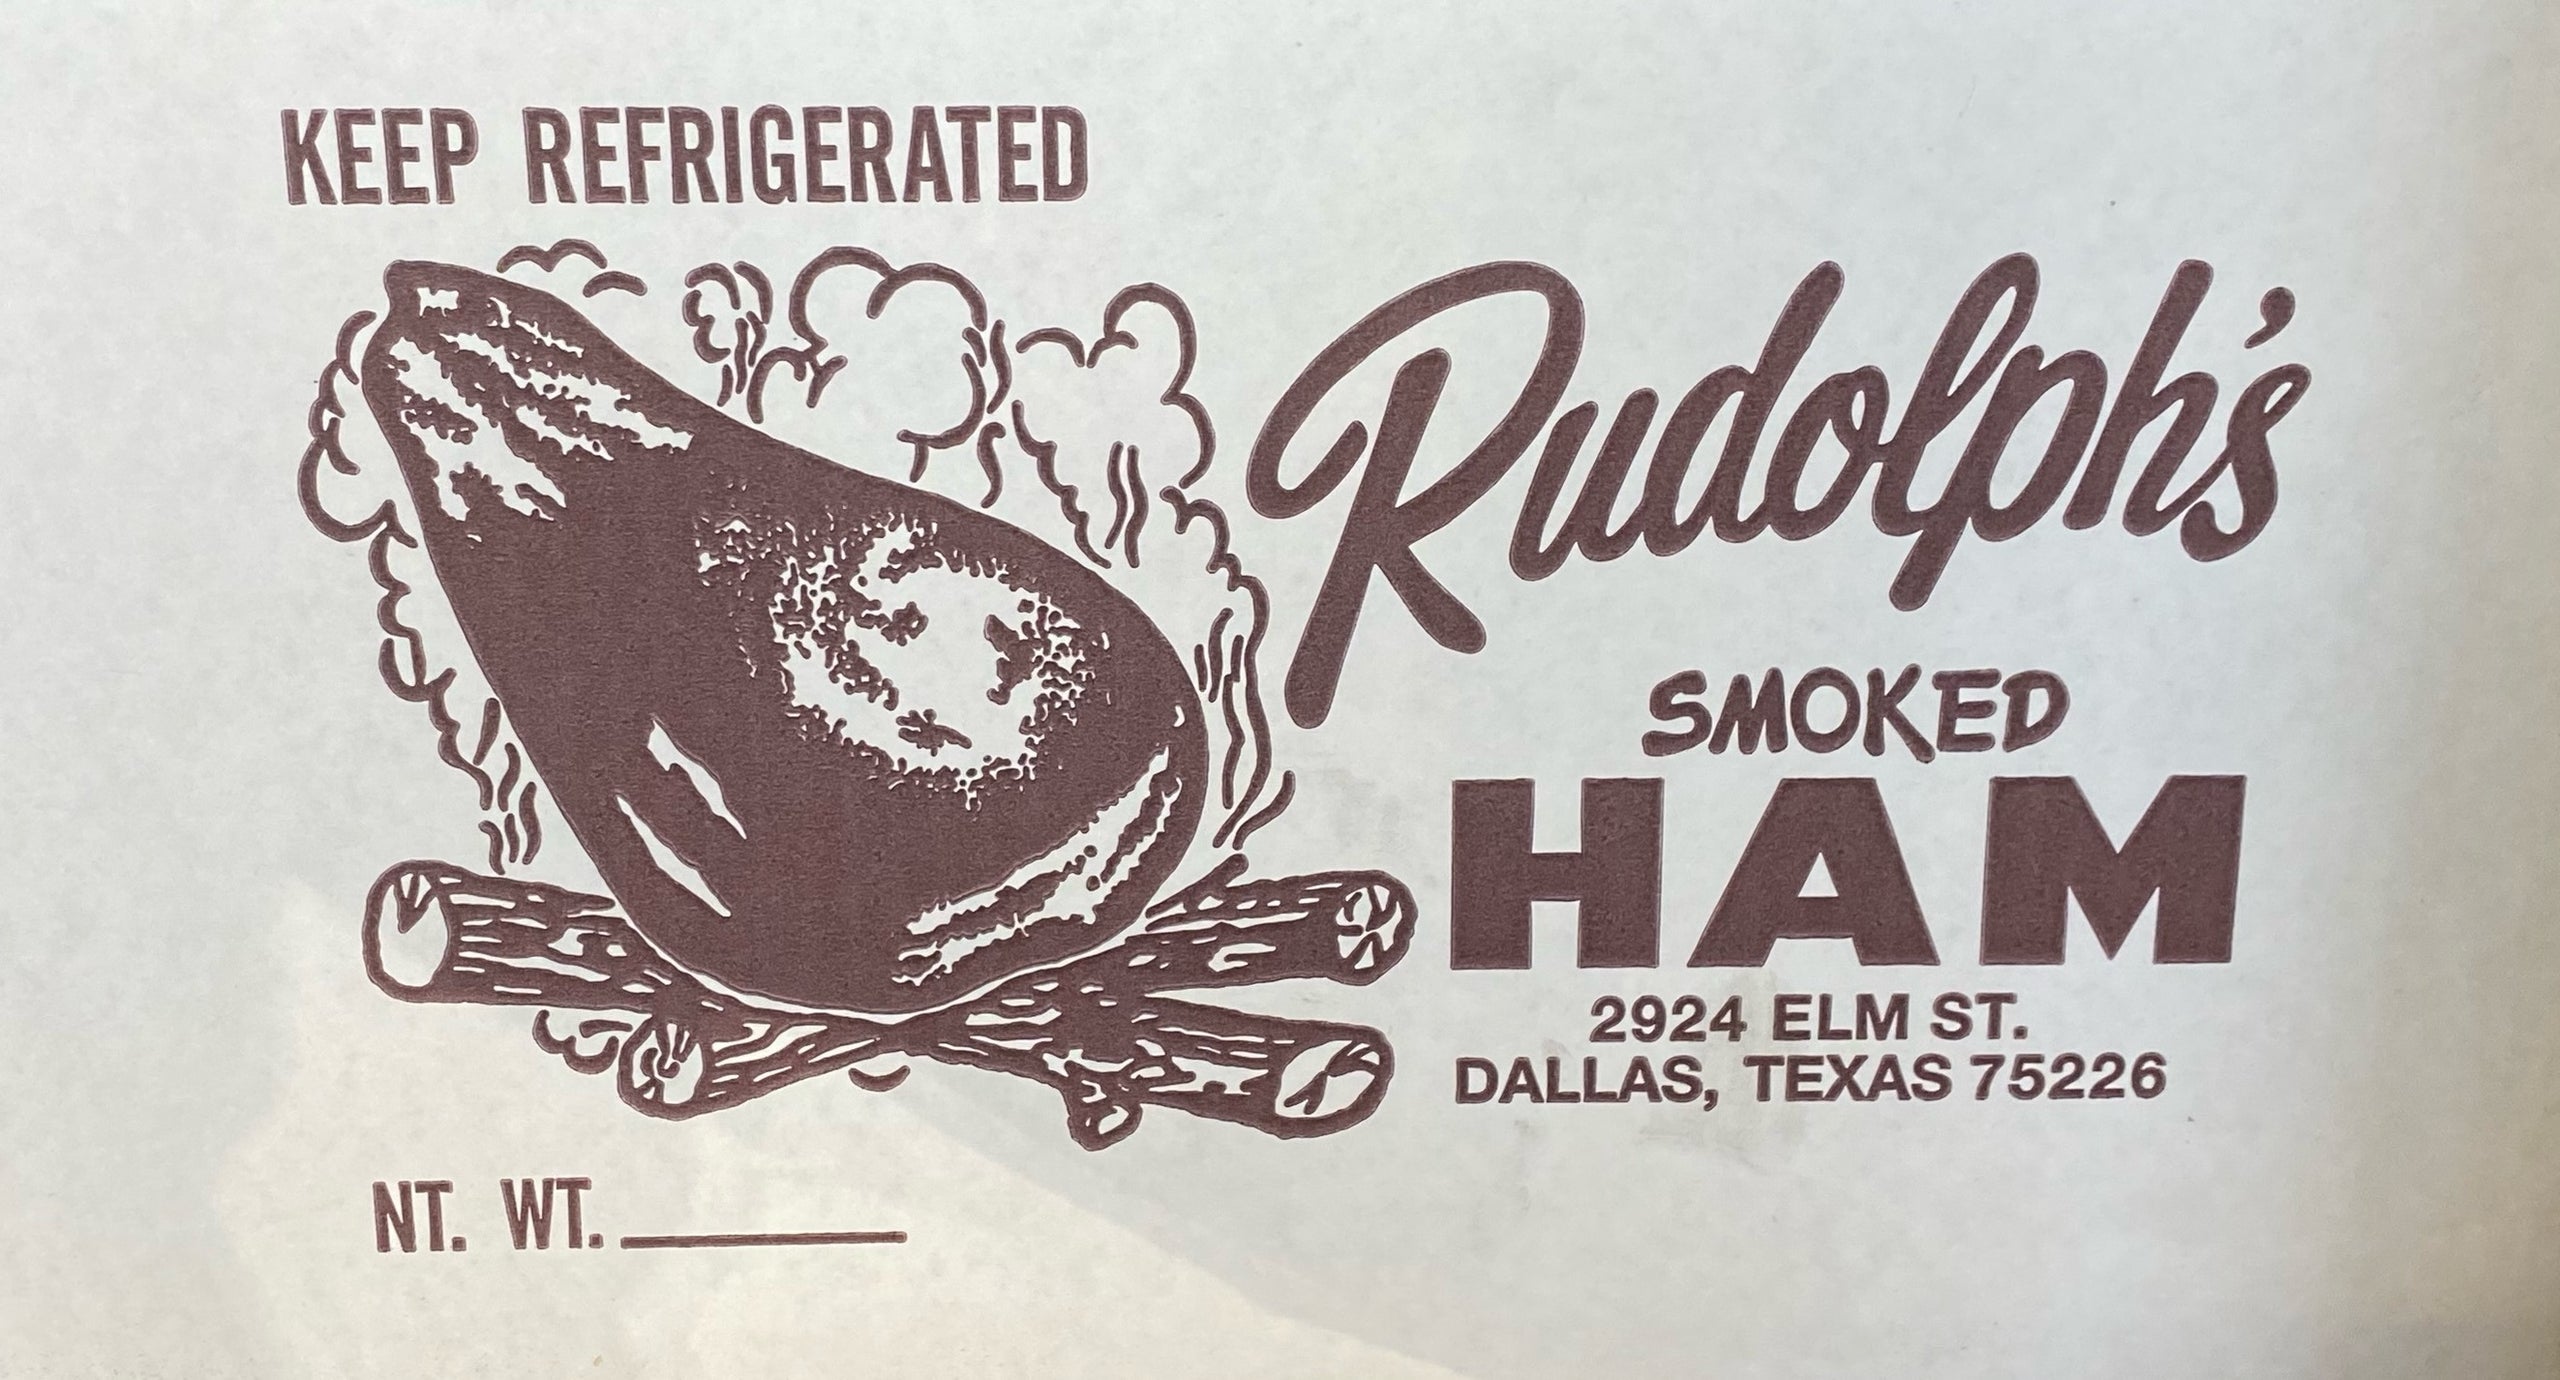 KEEP REFRIGERATED
Rudolph's
SMOKED
HAM
2924 ELM ST.
DALLAS, TEXAS 75226
NT. WT.